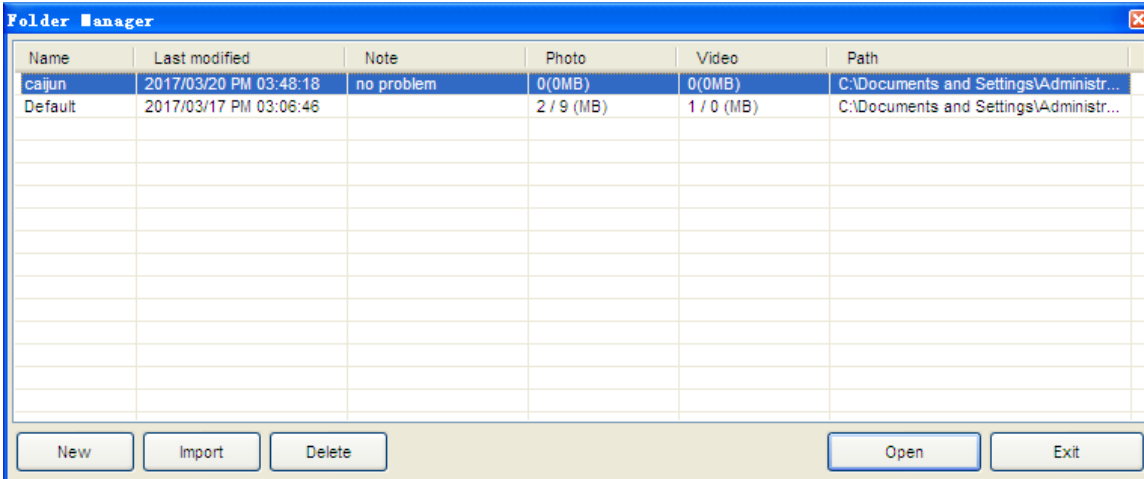 Folder Manager
Name Last modified Note Photo Video Path
caijun 2017/03/20 PM 03:48:18 no problem 0(0MB) 0(0MB) C:\Documents and Settings\Administr...
Default 2017/03/17 PM 03:06:46 2 / 9 (MB) 1 / 0 (MB) C:\Documents and Settings\Administr...
New Import Delete Open Exit